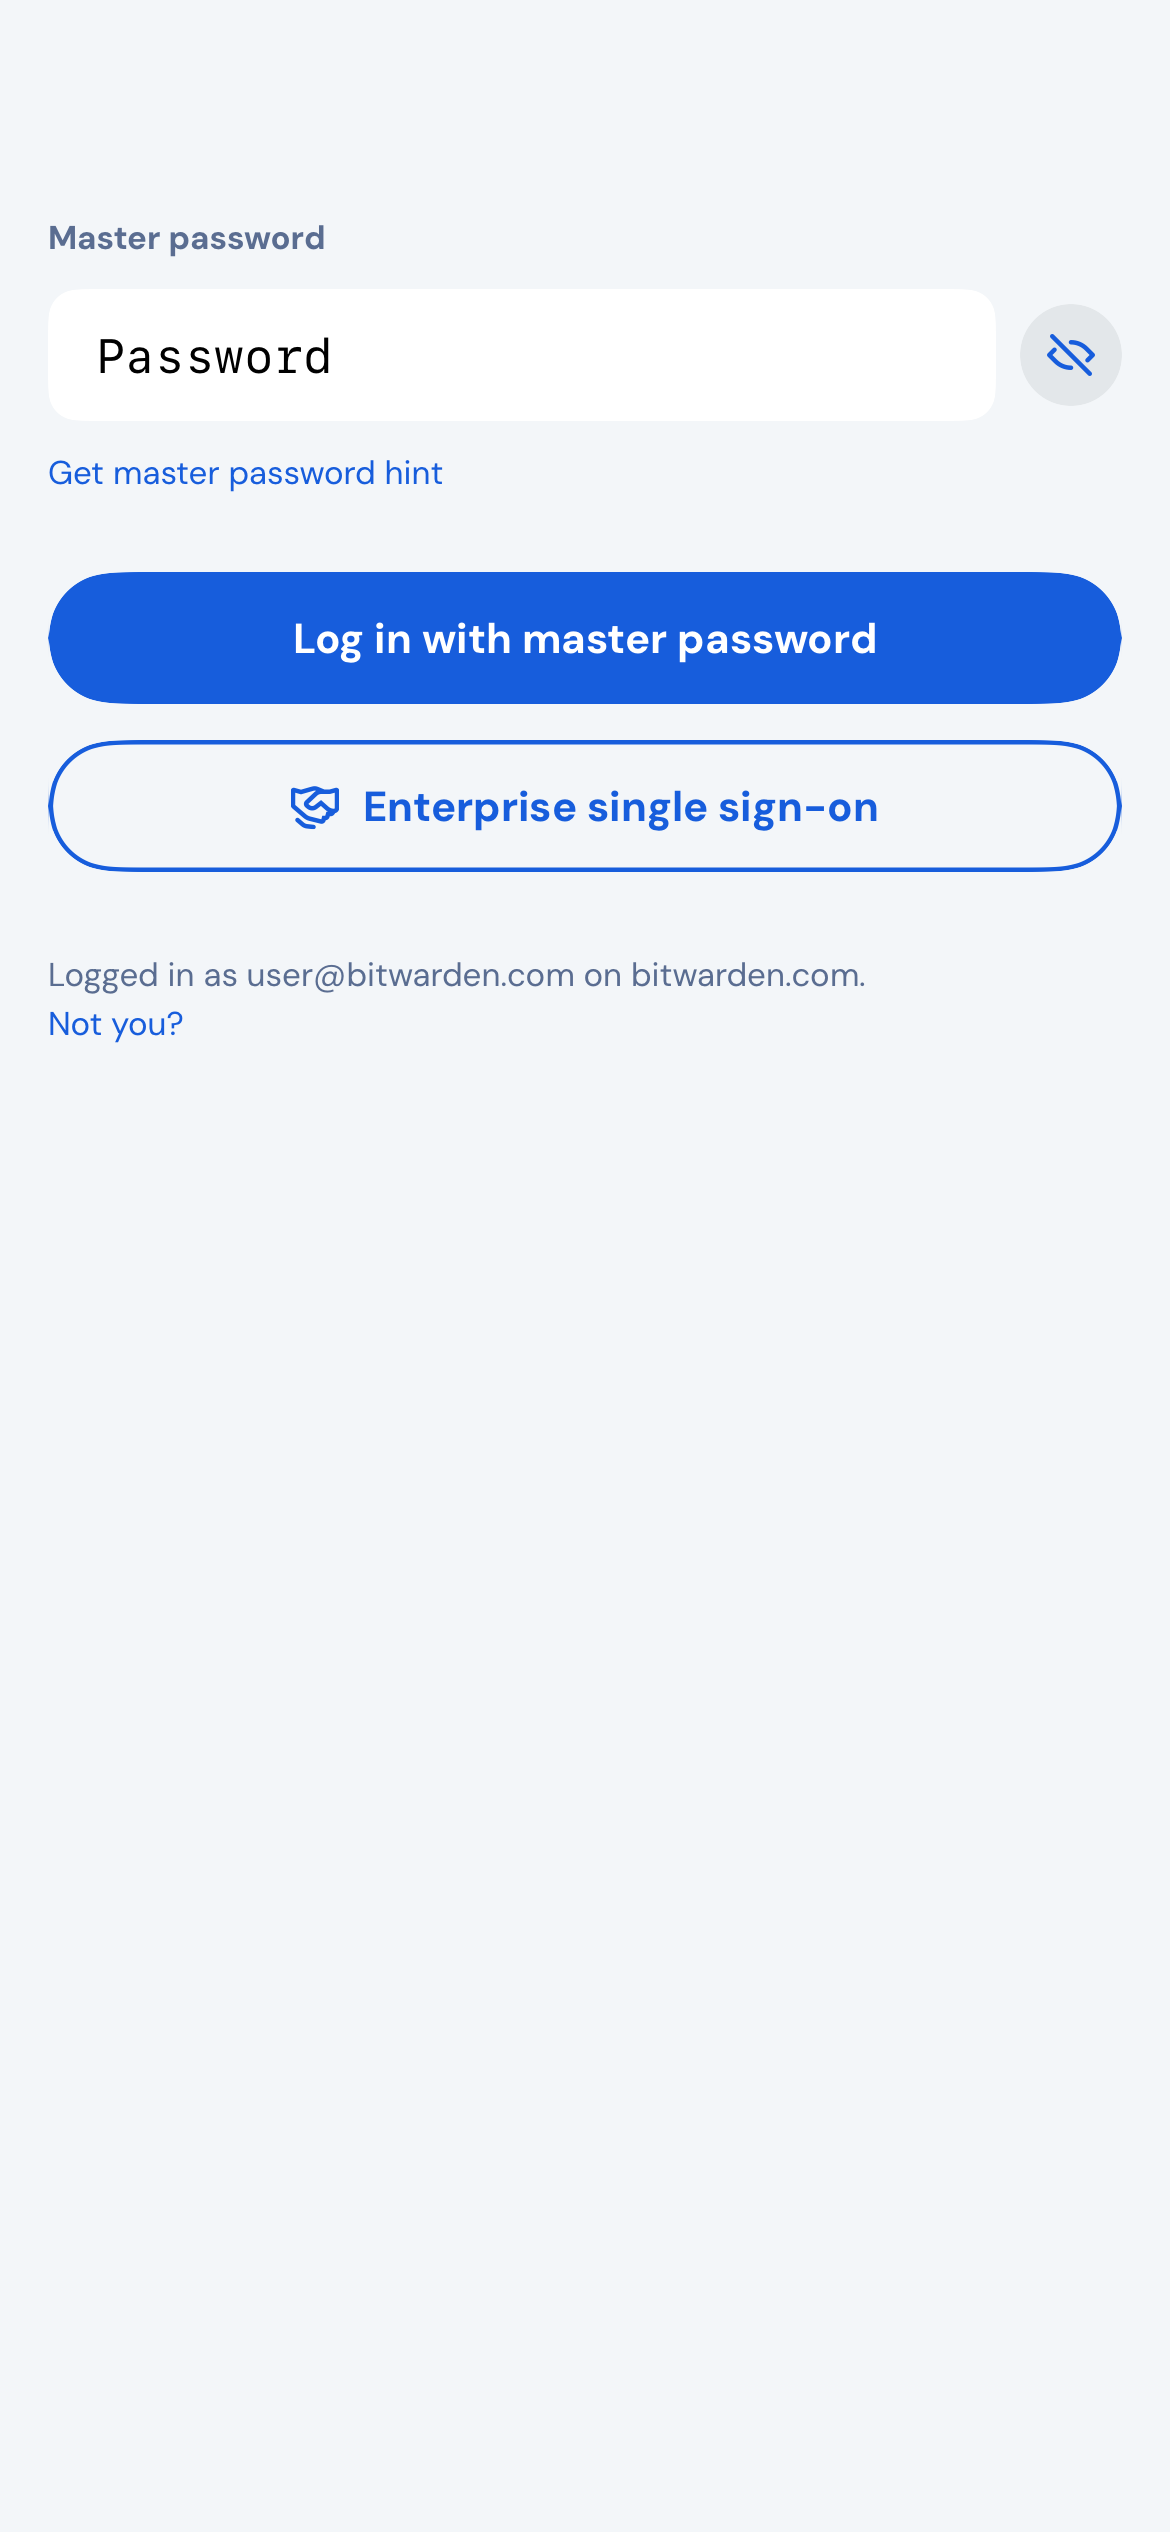 Master password
Password
Get master password hint
Log in with master password
Enterprise single sign-on
Logged in as user@bitwarden.com on bitwarden.com.
Not you?